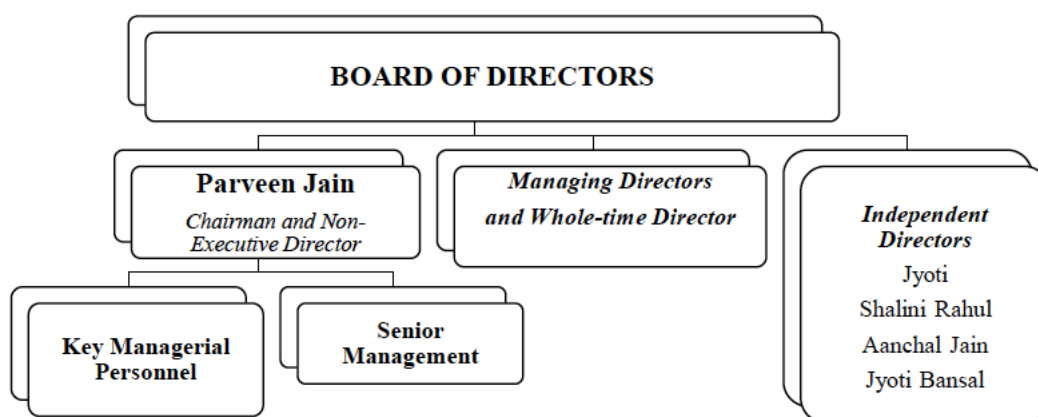 BOARD OF DIRECTORS
Parveen Jain
Chairman and Non-
Executive Director
Managing Directors
and Whole-time Director
Independent
Directors
Jyoti
Shalini Rahul
Aanchal Jain
Jyoti Bansal
Key Managerial
Personnel
Senior
Management